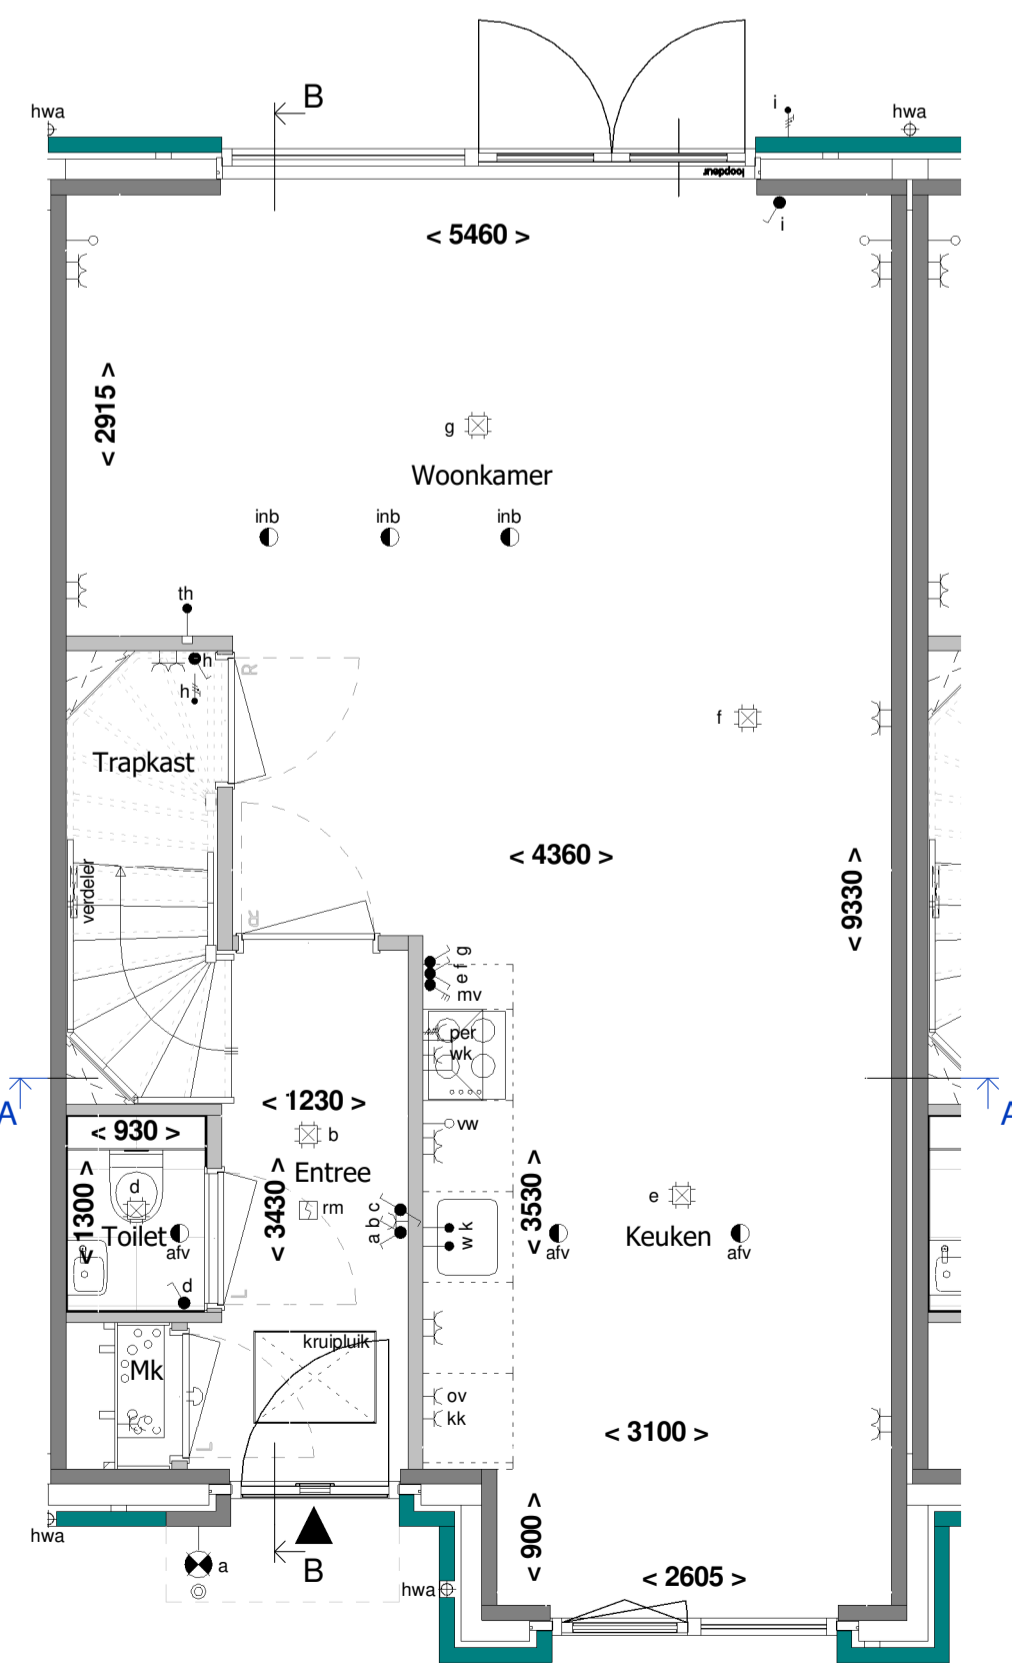 B
hwa
i
hwa
loopdeur
i
< 5460 >
< 2915 >
g
Woonkamer
inb
inb
inb
th
h
R
h
f
Trapkast
< 4360 >
verdeler
< 9330 >
R
g
f
e
mv
per
wk
A
A
< 1230 >
< 930 >
b
vw
Entree
d
< 1300 >
< 3430 >
rm
c
b
a
< 3530 >
e
Toilet
afv
wk
Keuken
afv
afv
d
L
kruipluik
Mk
ov
kk
L
< 3100 >
hwa
< 900 >
a
B
hwa
< 2605 >